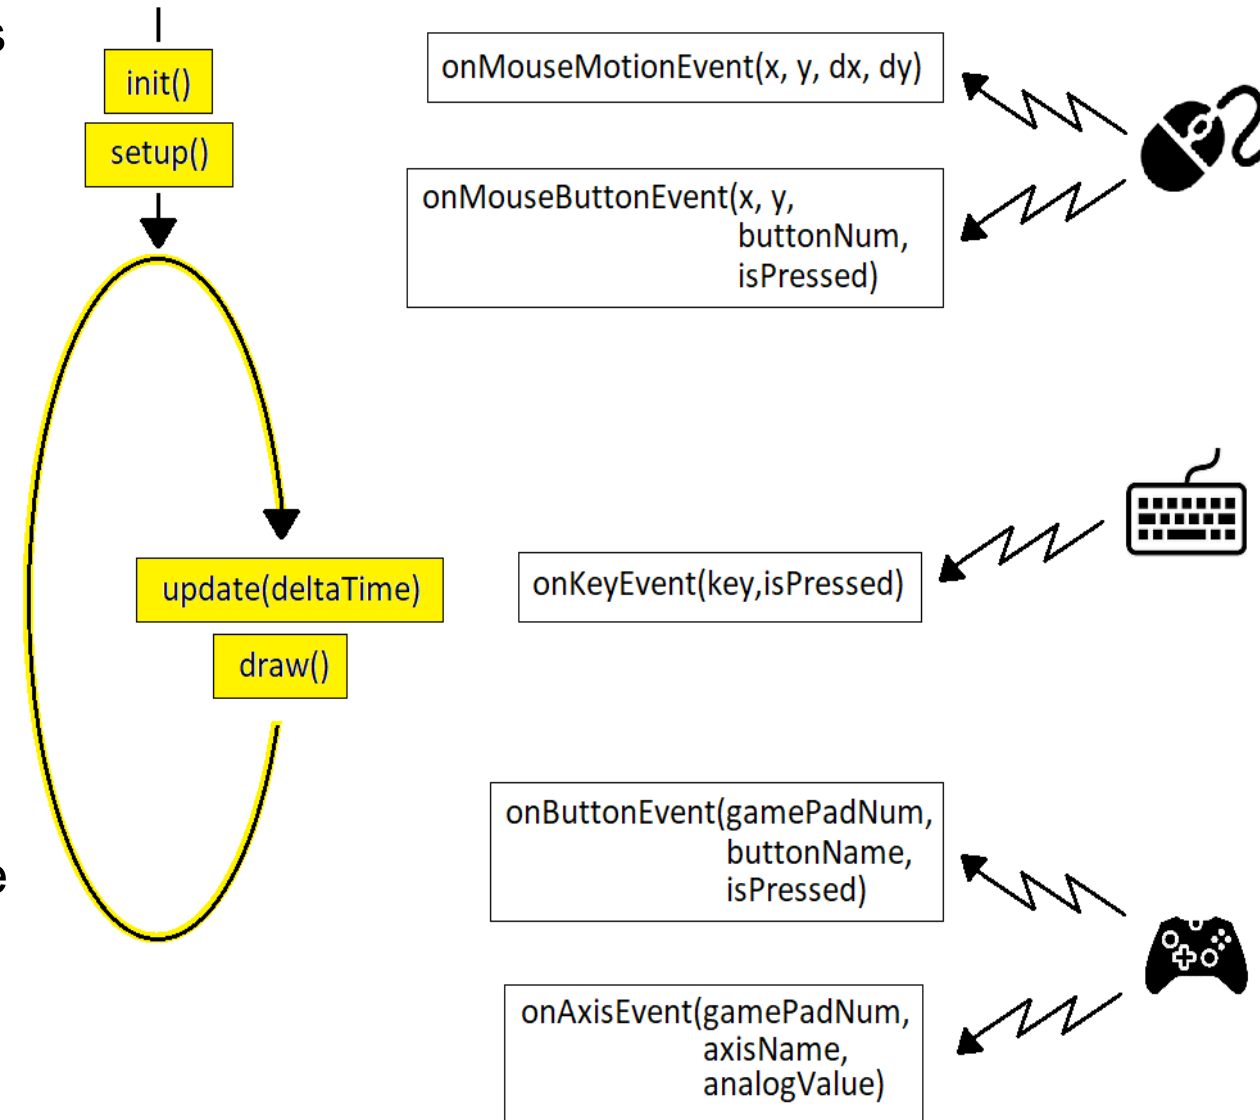 s
init()
setup()
update(deltaTime)
draw()
e
onMouseMotionEvent(x, y, dx, dy)
onMouseButtonEvent(x, y,
buttonNum,
isPressed)
onKeyEvent(key,isPressed)
onButtonEvent(gamePadNum,
buttonName,
isPressed)
onAxisEvent(gamePadNum,
axisName,
analogValue)